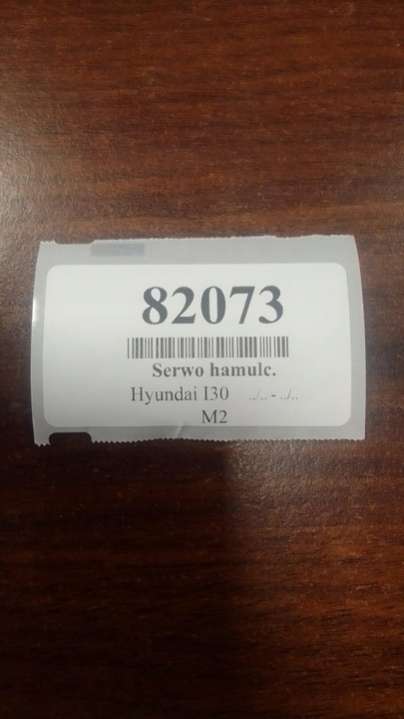 82073
Serwo hamulc.
Hyundai I30 ../.. - ../..
M2